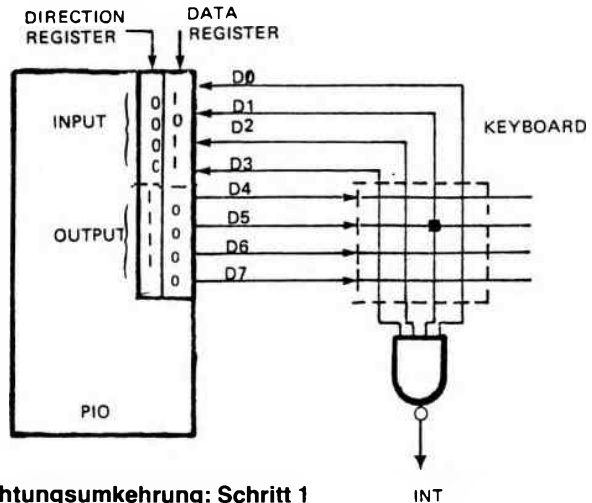 DIRECTION
REGISTER
DATA
REGISTER
INPUT
0 1
0 0
0 1
C 1
OUTPUT
1 0
1 0
1 0
1 0
D0
D1
D2
D3
D4
D5
D6
D7
KEYBOARD
PIO
INT
htungsumkehrung: Schritt 1